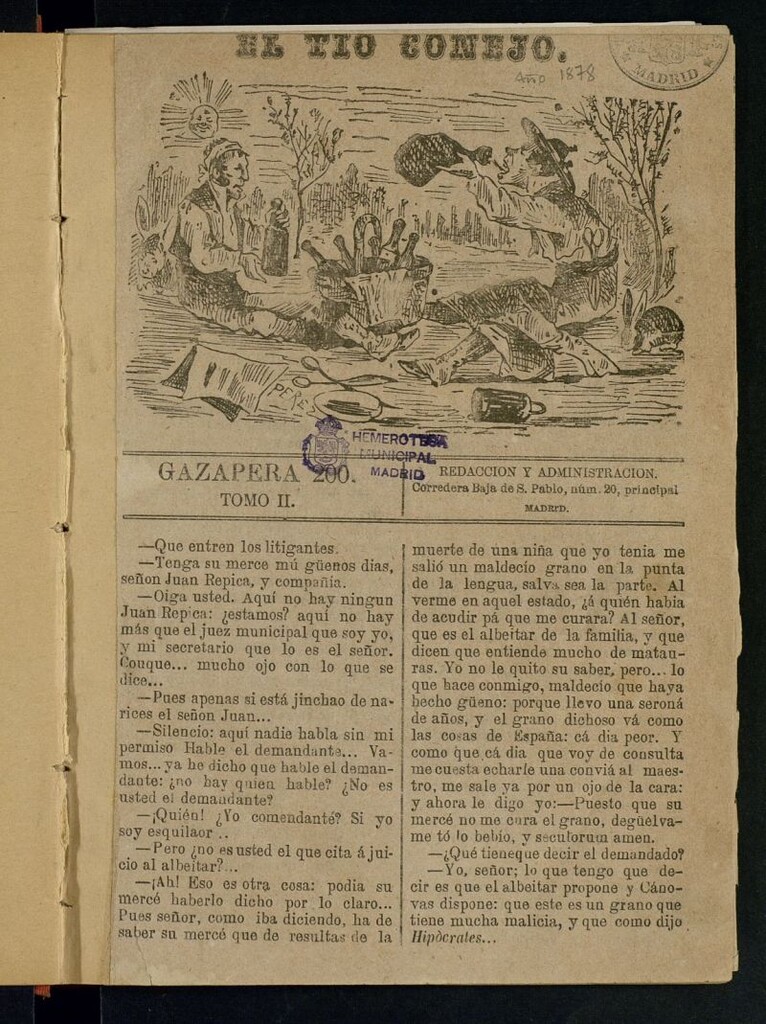 EL TIO CONEJO.
Año 1878
MADRID
PERE
HEMEROTECA
MUNICIPAL
MADRID
GAZAPERA 200.
TOMO II.
REDACCION Y ADMINISTRACION.
Corredera Baja de S. Pablo, núm. 20, principal
MADRID.
—Que entren los litigantes.
—Tenga su merce mú güenos dias,
señon Juan Repica, y compañía.
—Oiga usted. Aquí no hay ningun
Juan Repica: ¿estamos? aquí no hay
más que el juez municipal que soy yo,
y mi secretario que lo es el señor.
Couque... mucho ojo con lo que se
dice...
—Pues apenas si está jinchao de na-
rices el señon Juan...
—Silencio: aquí nadie habla sin mi
permiso Hable el demandante... Va-
mos... ya he dicho que hable el deman-
dante: ¿no hay quien hable? ¿No es
usted el demandante?
—¡Quién! ¿Yo comendanté? Si yo
soy esquilaor ..
—Pero ¿no es usted el que cita á jui-
cio al albeitar?...
—¡Ah! Eso es otra cosa: podia su
mercé haberlo dicho por lo claro...
Pues señor, como iba diciendo, ha de
saber su mercé que de resultas de la
muerte de una niña que yo tenia me
salió un maldecío grano en la punta
de la lengua, salva sea la parte. Al
verme en aquel estado, ¿á quién habia
de acudir pá que me curara? Al señor,
que es el albeitar de la familia, y que
dicen que entiende mucho de matau-
ras. Yo no le quito su saber, pero... lo
que hace conmigo, maldecío que haya
hecho güeno: porque llevo una seroná
de años, y el grano dichoso vá como
las cosas de España: cá dia peor. Y
como que cá dia que voy de consulta
me cuesta echarle una conviá al maes-
tro, me sale ya por un ojo de la cara:
y ahora le digo yo:—Puesto que su
mercé no me cura el grano, degüelva-
me tó lo bebío, y seculorum amen.
—¿Qué tiene que decir el demandado?
—Yo, señor; lo que tengo que de-
cir es que el albeitar propone y Cáno-
vas dispone: que este es un grano que
tiene mucha malicia, y que como dijo
Hipócrates...